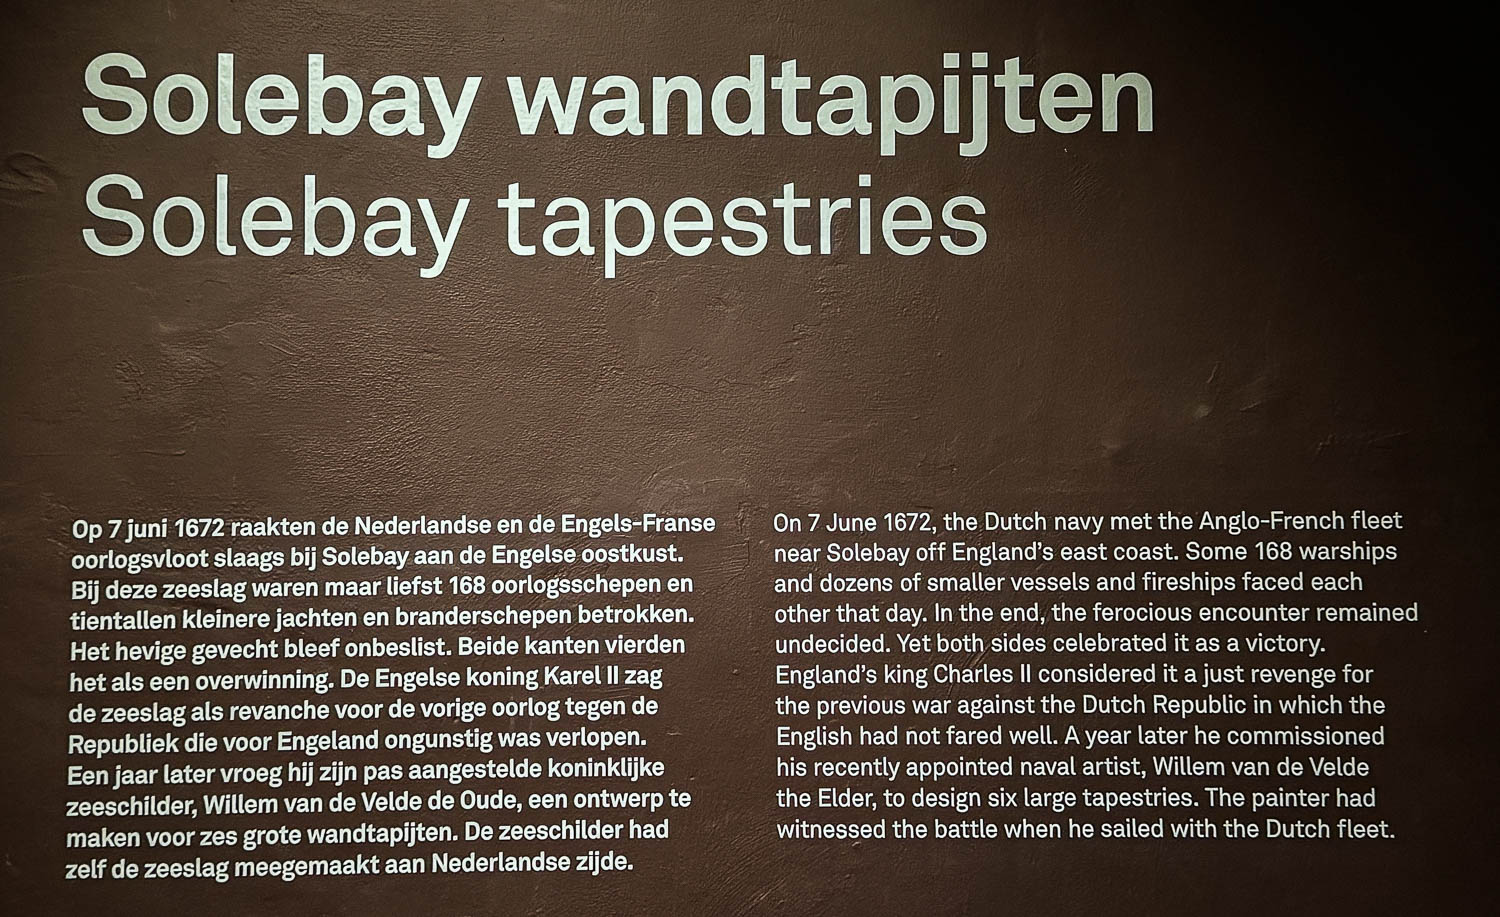 Solebay wandtapijten
Solebay tapestries
Op 7 juni 1672 raakten de Nederlandse en de Engels-Franse
oorlogsvloot slaags bij Solebay aan de Engelse oostkust.
Bij deze zeeslag waren maar liefst 168 oorlogsschepen en
tientallen kleinere jachten en branderschepen betrokken.
Het hevige gevecht bleef onbeslist. Beide kanten vierden
het als een overwinning. De Engelse koning Karel II zag
de zeeslag als revanche voor de vorige oorlog tegen de
Republiek die voor Engeland ongunstig was verlopen.
Een jaar later vroeg hij zijn pas aangestelde koninklijke
zeeschilder, Willem van de Velde de Oude, een ontwerp te
maken voor zes grote wandtapijten. De zeeschilder had
zelf de zeeslag meegemaakt aan Nederlandse zijde.
On 7 June 1672, the Dutch navy met the Anglo-French fleet
near Solebay off England's east coast. Some 168 warships
and dozens of smaller vessels and fireships faced each
other that day. In the end, the ferocious encounter remained
undecided. Yet both sides celebrated it as a victory.
England's king Charles II considered it a just revenge for
the previous war against the Dutch Republic in which the
English had not fared well. A year later he commissioned
his recently appointed naval artist, Willem van de Velde
the Elder, to design six large tapestries. The painter had
witnessed the battle when he sailed with the Dutch fleet.